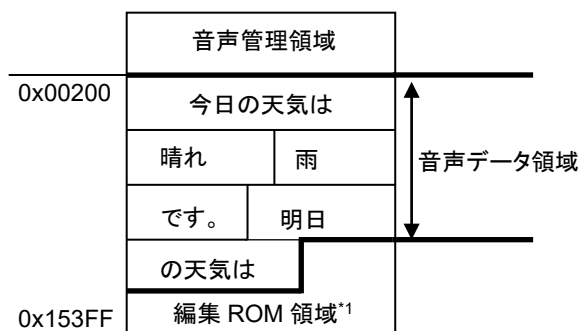 音声管理領域
0x00200
今日の天気は
晴れ 雨
音声データ領域
です。 明日
の天気は
0x153FF
編集 ROM 領域*1